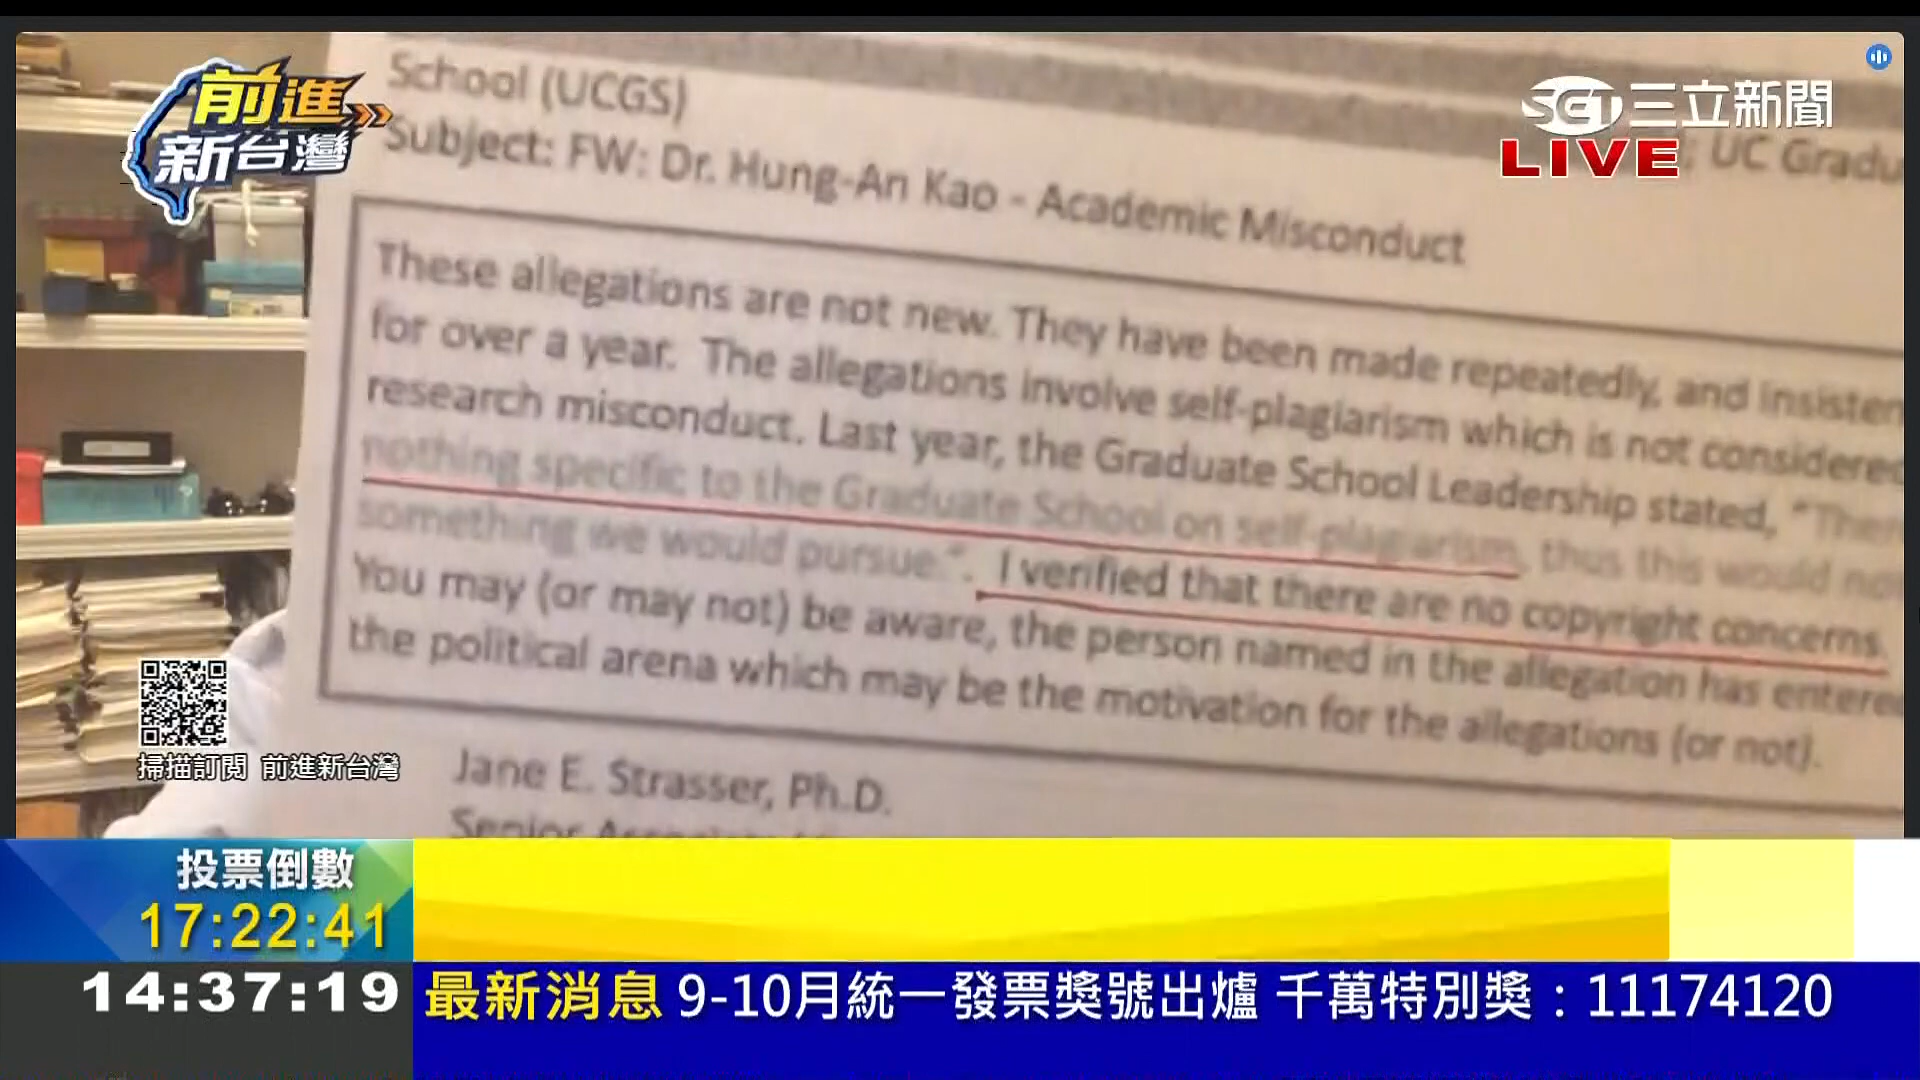 前進
新台灣
SET三立新聞
LIVE
School (UCGS)
; UC Gradu
Subject: FW: Dr. Hung-An Kao - Academic Misconduct
These allegations are not new. They have been made repeatedly, and insisten
for over a year. The allegations involve self-plagiarism which is not considered
research misconduct. Last year, the Graduate School Leadership stated, "Ther
nothing specific to the Graduate School on self-plagiarism, thus this would no
something we would pursue.". I verified that there are no copyright concerns.
You may (or may not) be aware, the person named in the allegation has entere
the political arena which may be the motivation for the allegations (or not).
Jane E. Strasser, Ph.D.
Senior
掃描訂閱 前進新台灣
投票倒數
17:22:41
14:37:19
最新消息 9-10月統一發票獎號出爐 千萬特別獎：11174120